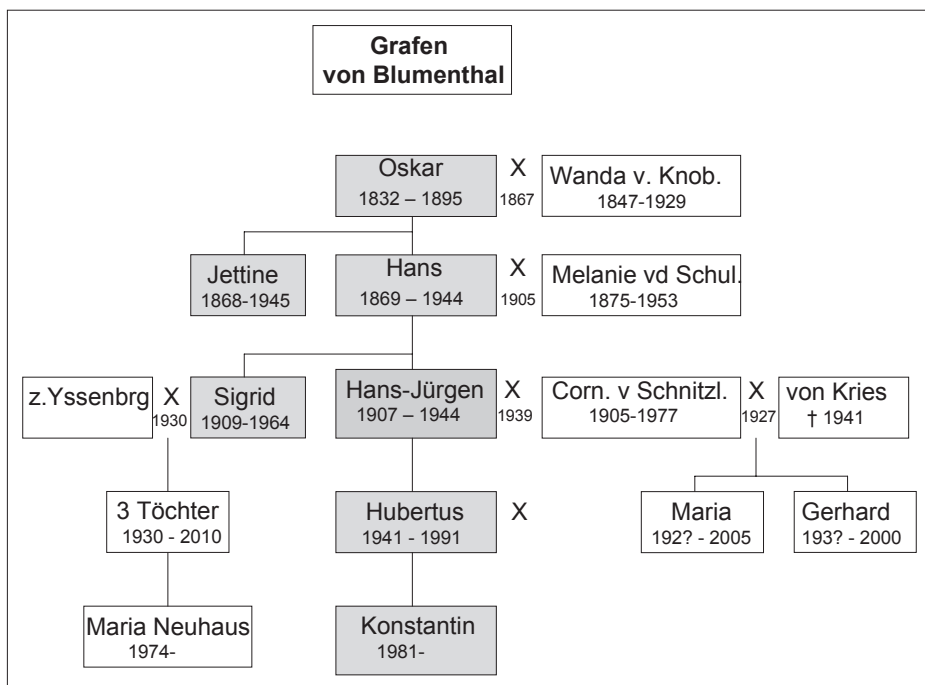 Grafen
von Blumenthal
Oskar X Wanda v. Knob.
1832 – 1895 1867 1847-1929
Jettine Hans X Melanie vd Schul.
1868-1945 1869 – 1944 1905 1875-1953
z.Yssenbrg X Sigrid Hans-Jürgen X Corn. v Schnitzl. X von Kries
1930 1909-1964 1907 – 1944 1939 1905-1977 1927 † 1941
3 Töchter Hubertus X Maria Gerhard
1930 - 2010 1941 - 1991 192? - 2005 193? - 2000
Maria Neuhaus Konstantin
1974- 1981-